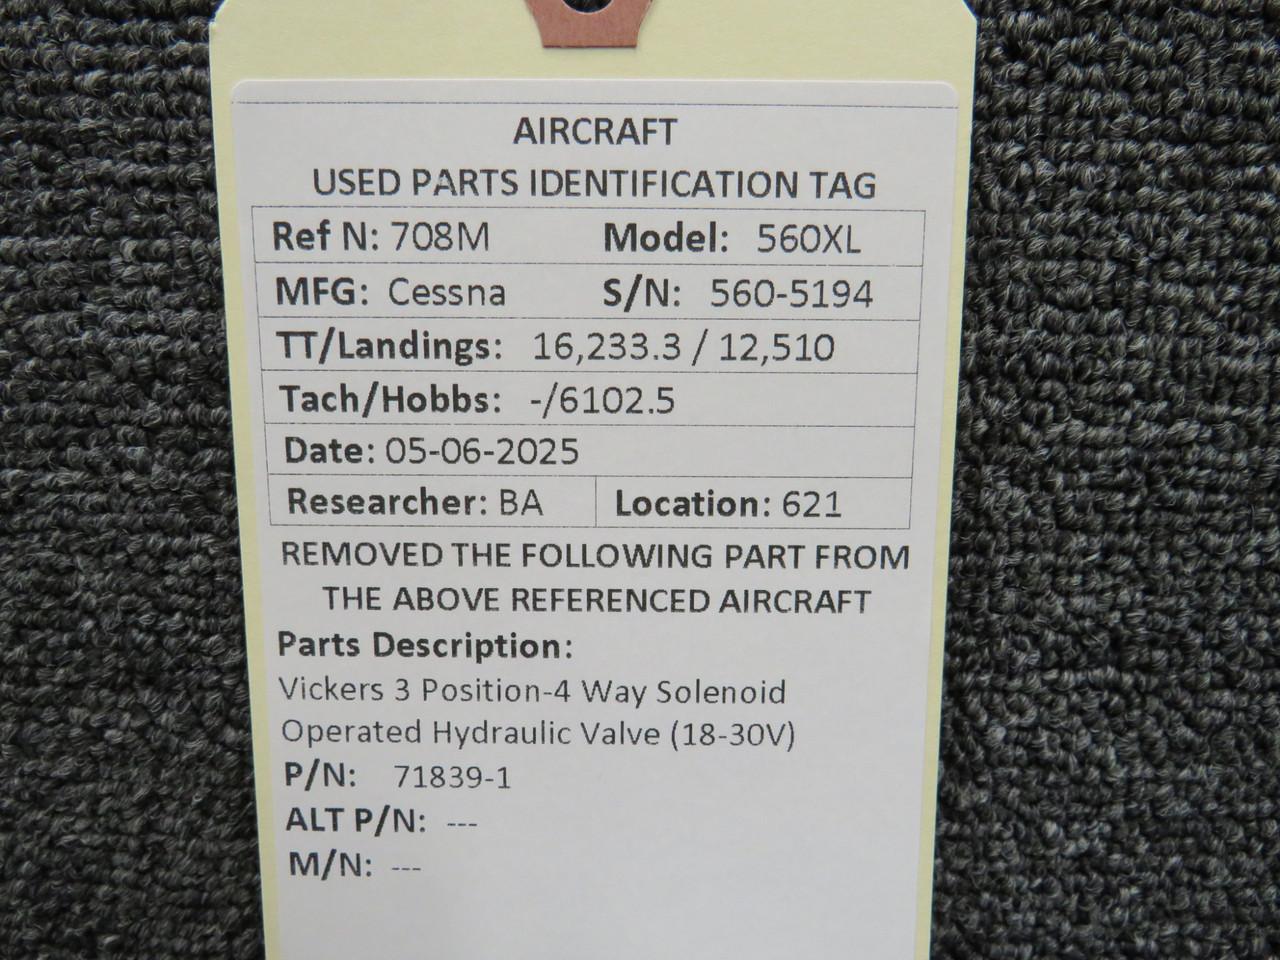 AIRCRAFT
USED PARTS IDENTIFICATION TAG
Ref N: 708M Model: 560XL
MFG: Cessna S/N: 560-5194
TT/Landings: 16,233.3 / 12,510
Tach/Hobbs: -/6102.5
Date: 05-06-2025
Researcher: BA Location: 621
REMOVED THE FOLLOWING PART FROM
THE ABOVE REFERENCED AIRCRAFT
Parts Description:
Vickers 3 Position-4 Way Solenoid
Operated Hydraulic Valve (18-30V)
P/N: 71839-1
ALT P/N: ---
M/N: ---